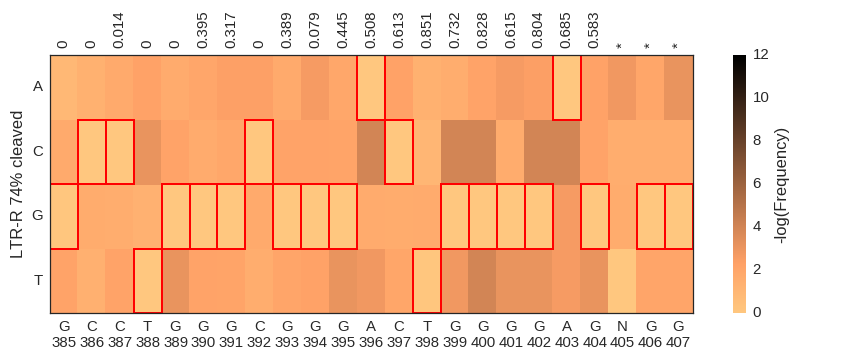 0 0 0.014 0 0 0.395 0.317 0 0.389 0.079 0.445 0.508 0.613 0.851 0.732 0.828 0.615 0.804 0.685 0.583 * * *
LTR-R 74% cleaved
A
C
G
T
G C C T G G G C G G G A C T G G G G A G N G G
385 386 387 388 389 390 391 392 393 394 395 396 397 398 399 400 401 402 403 404 405 406 407
12
10
8
6
4
2
0
-log(Frequency)